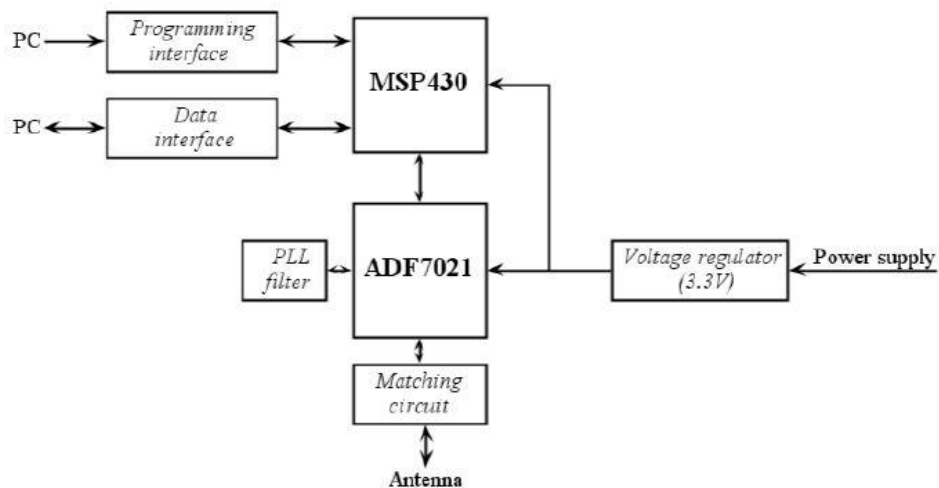 PC
Programming
interface
MSP430
PC
Data
interface
PLL
filter
ADF7021
Voltage regulator
(3.3V)
Power supply
Matching
circuit
Antenna